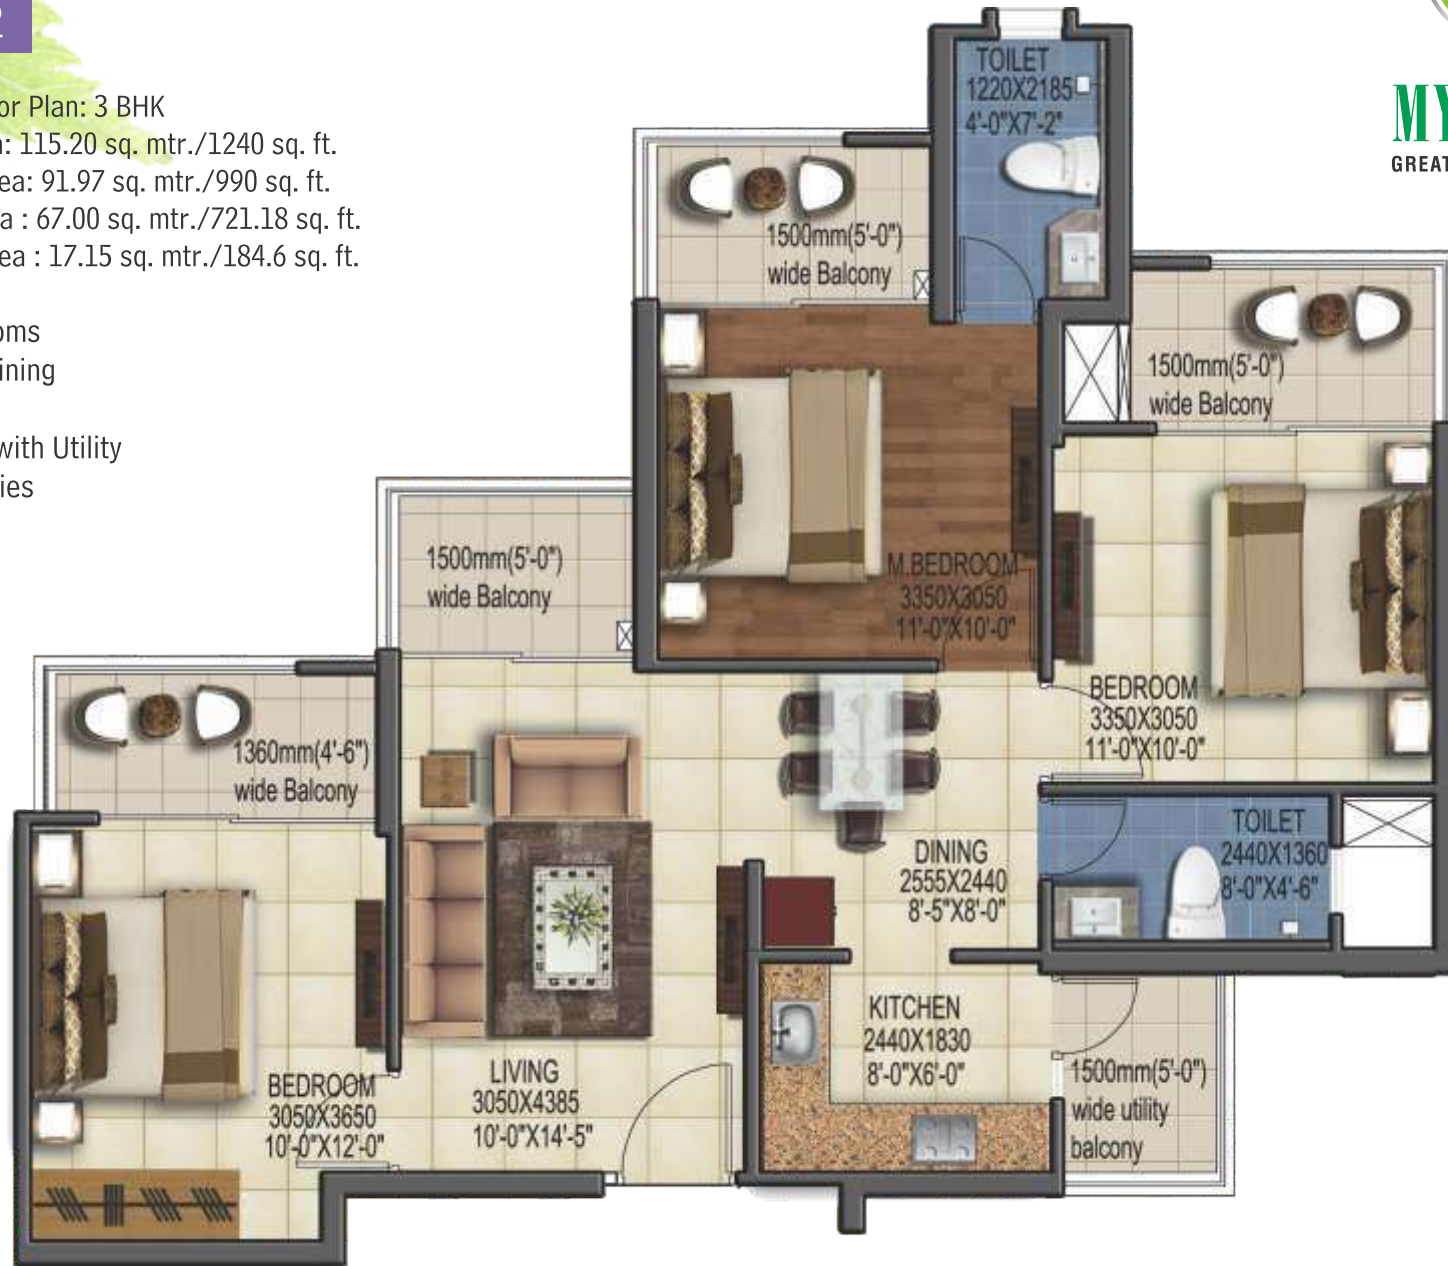 or Plan: 3 BHK
: 115.20 sq. mtr./1240 sq. ft.
ea: 91.97 sq. mtr./990 sq. ft.
a : 67.00 sq. mtr./721.18 sq. ft.
ea : 17.15 sq. mtr./184.6 sq. ft.
oms
ining
with Utility
ies
MY
GREAT
TOILET
1220X2185
4'-0"X7'-2"
1500mm(5'-0")
wide Balcony
1500mm(5'-0")
wide Balcony
1500mm(5'-0")
wide Balcony
M.BEDROOM
3350X3050
11'-0"X10'-0"
BEDROOM
3350X3050
11'-0"X10'-0"
1360mm(4'-6")
wide Balcony
TOILET
2440X1360
8'-0"X4'-6"
DINING
2555X2440
8'-5"X8'-0"
KITCHEN
2440X1830
8'-0"X6'-0"
LIVING
3050X4385
10'-0"X14'-5"
BEDROOM
3050X3650
10'-0"X12'-0"
1500mm(5'-0")
wide utility
balcony